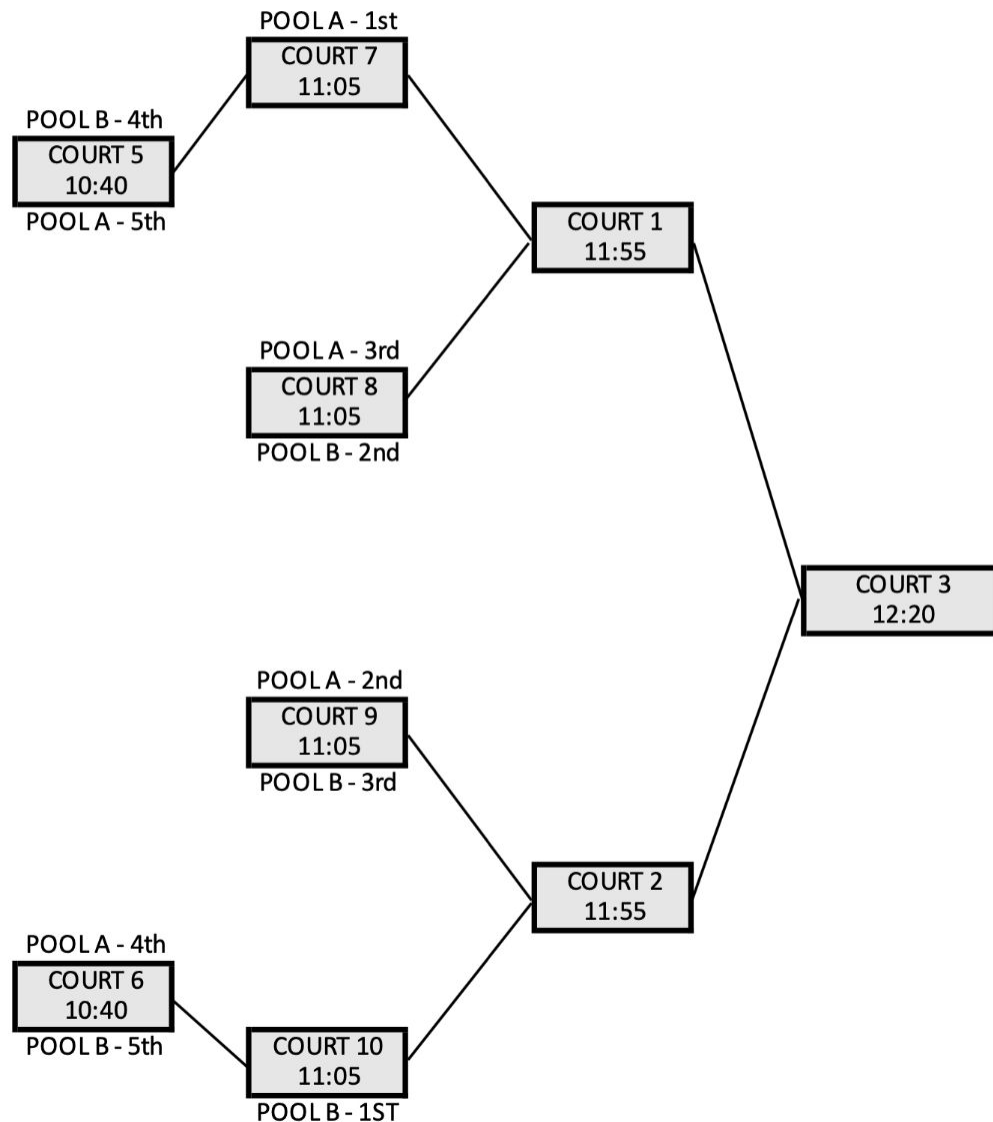 POOL A - 1st
COURT 7
11:05
POOL B - 4th
COURT 5
10:40
POOL A - 5th
COURT 1
11:55
POOL A - 3rd
COURT 8
11:05
POOL B - 2nd
COURT 3
12:20
POOL A - 2nd
COURT 9
11:05
POOL B - 3rd
COURT 2
11:55
POOL A - 4th
COURT 6
10:40
POOL B - 5th
COURT 10
11:05
POOL B - 1ST